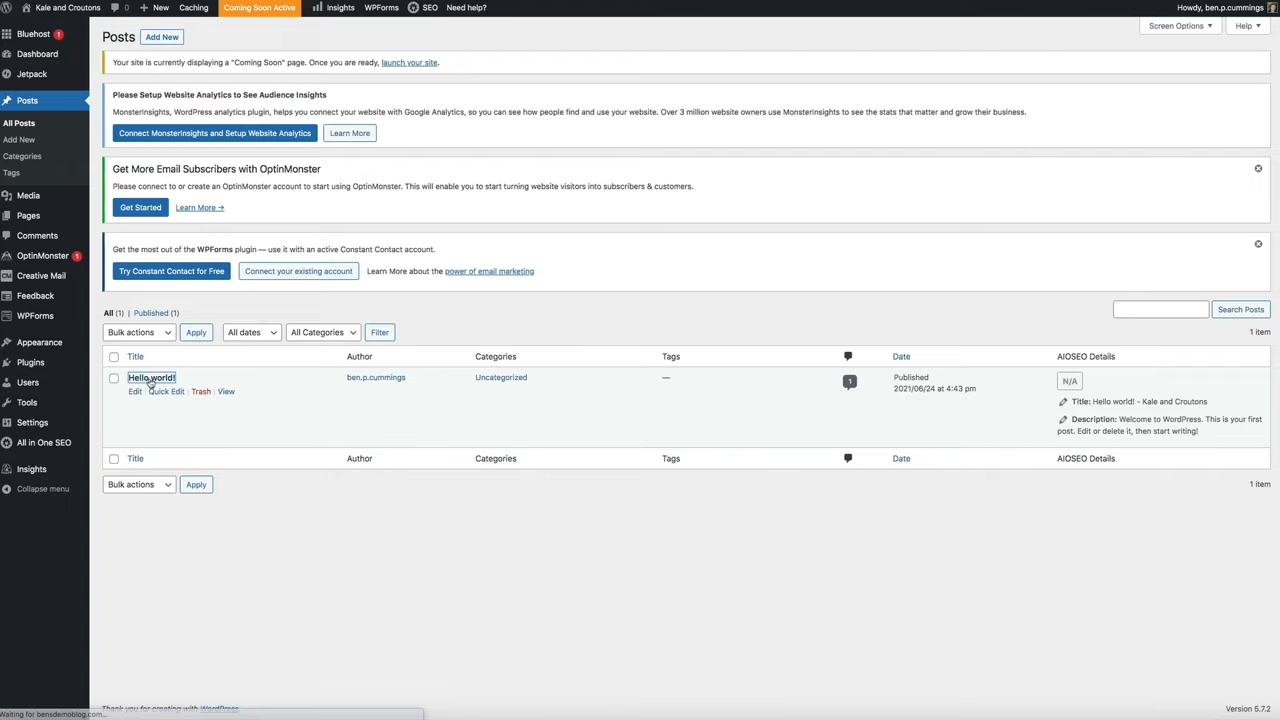 Kale and Croutons 0 + New Caching Coming Soon Active Insights WPForms SEO Need help? Howdy, ben.p.cummings
Screen Options ▼ Help ▼
Bluehost 1
Dashboard
Jetpack
Posts
All Posts
Add New
Categories
Tags
Media
Pages
Comments
OptinMonster 1
Creative Mail
Feedback
WPForms
Appearance
Plugins
Users
Tools
Settings
All in One SEO
Insights
Collapse menu
Posts Add New
Your site is currently displaying a "Coming Soon" page. Once you are ready, launch your site.
Please Setup Website Analytics to See Audience Insights
MonsterInsights, WordPress analytics plugin, helps you connect your website with Google Analytics, so you can see how people find and use your website. Over 3 million website owners use MonsterInsights to see the stats that matter and grow their business.
Connect MonsterInsights and Setup Website Analytics Learn More
Get More Email Subscribers with OptinMonster
Please connect to or create an OptinMonster account to start using OptinMonster. This will enable you to start turning website visitors into subscribers & customers.
Get Started Learn More →
Get the most out of the WPForms plugin — use it with an active Constant Contact account.
Try Constant Contact for Free Connect your existing account Learn More about the power of email marketing
All (1) | Published (1) Search Posts
Bulk actions Apply All dates All Categories Filter 1 item
Title Author Categories Tags Date AIOSEO Details
Hello world! ben.p.cummings Uncategorized — 1 Published N/A
Edit | Quick Edit | Trash | View 2021/06/24 at 4:43 pm
Title: Hello world! - Kale and Croutons
Description: Welcome to WordPress. This is your first
post. Edit or delete it, then start writing!
Title Author Categories Tags Date AIOSEO Details
Bulk actions Apply 1 item
Thank you for creating with WordPress. Version 5.7.2
Waiting for bensdemoblog.com...